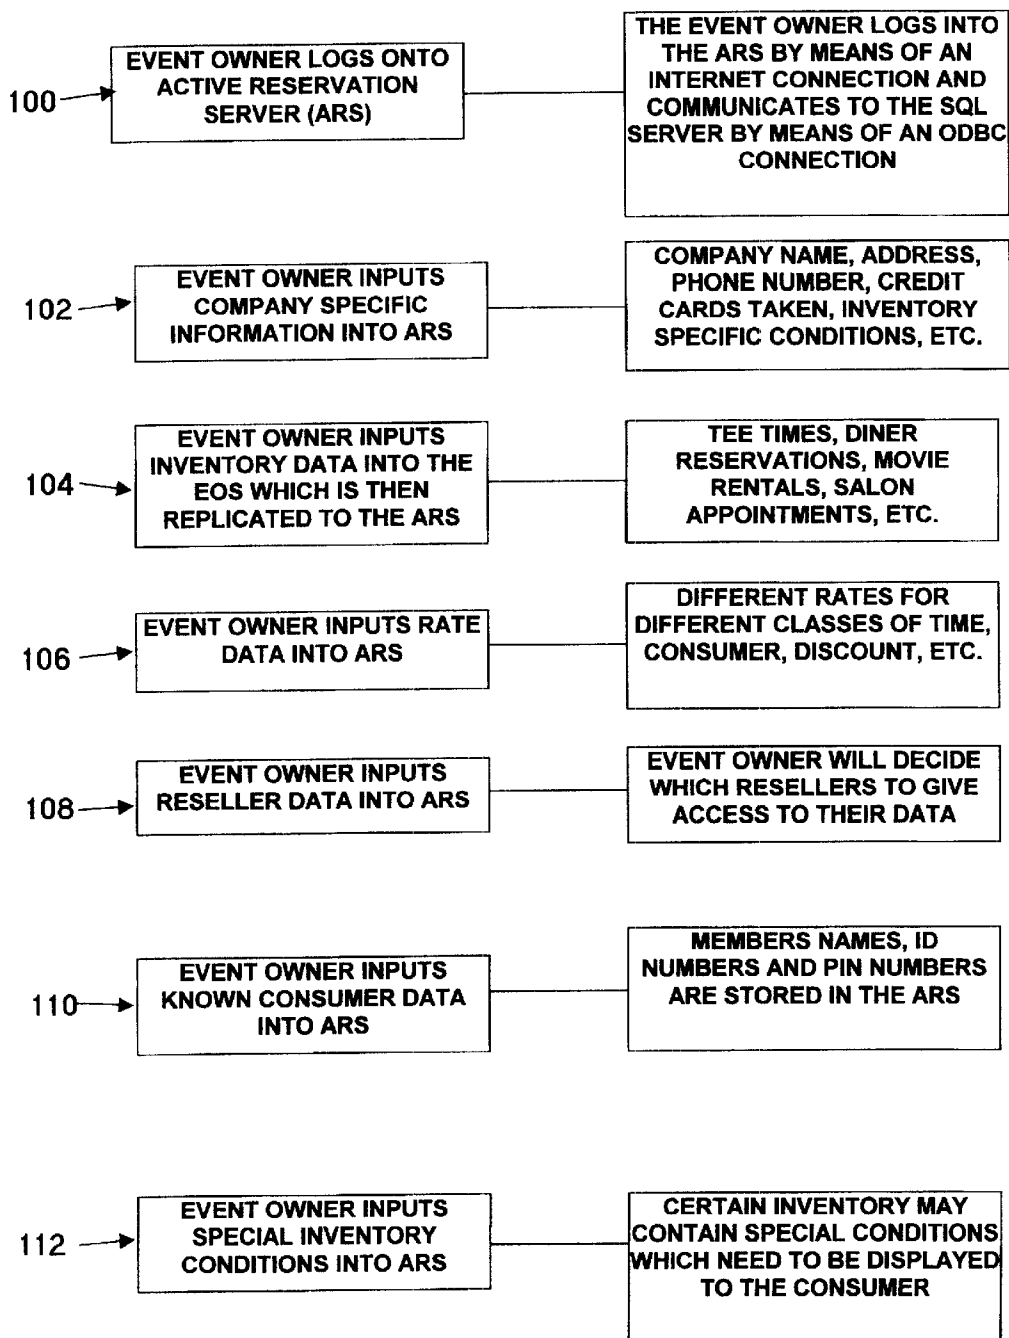 EVENT OWNER LOGS ONTO
ACTIVE RESERVATION
SERVER (ARS)
100
THE EVENT OWNER LOGS INTO
THE ARS BY MEANS OF AN
INTERNET CONNECTION AND
COMMUNICATES TO THE SQL
SERVER BY MEANS OF AN ODBC
CONNECTION
102
EVENT OWNER INPUTS
COMPANY SPECIFIC
INFORMATION INTO ARS
COMPANY NAME, ADDRESS,
PHONE NUMBER, CREDIT
CARDS TAKEN, INVENTORY
SPECIFIC CONDITIONS, ETC.
104
EVENT OWNER INPUTS
INVENTORY DATA INTO THE
EOS WHICH IS THEN
REPLICATED TO THE ARS
TEE TIMES, DINER
RESERVATIONS, MOVIE
RENTALS, SALON
APPOINTMENTS, ETC.
106
EVENT OWNER INPUTS RATE
DATA INTO ARS
DIFFERENT RATES FOR
DIFFERENT CLASSES OF TIME,
CONSUMER, DISCOUNT, ETC.
108
EVENT OWNER INPUTS
RESELLER DATA INTO ARS
EVENT OWNER WILL DECIDE
WHICH RESELLERS TO GIVE
ACCESS TO THEIR DATA
110
EVENT OWNER INPUTS
KNOWN CONSUMER DATA
INTO ARS
MEMBERS NAMES, ID
NUMBERS AND PIN NUMBERS
ARE STORED IN THE ARS
112
EVENT OWNER INPUTS
SPECIAL INVENTORY
CONDITIONS INTO ARS
CERTAIN INVENTORY MAY
CONTAIN SPECIAL CONDITIONS
WHICH NEED TO BE DISPLAYED
TO THE CONSUMER